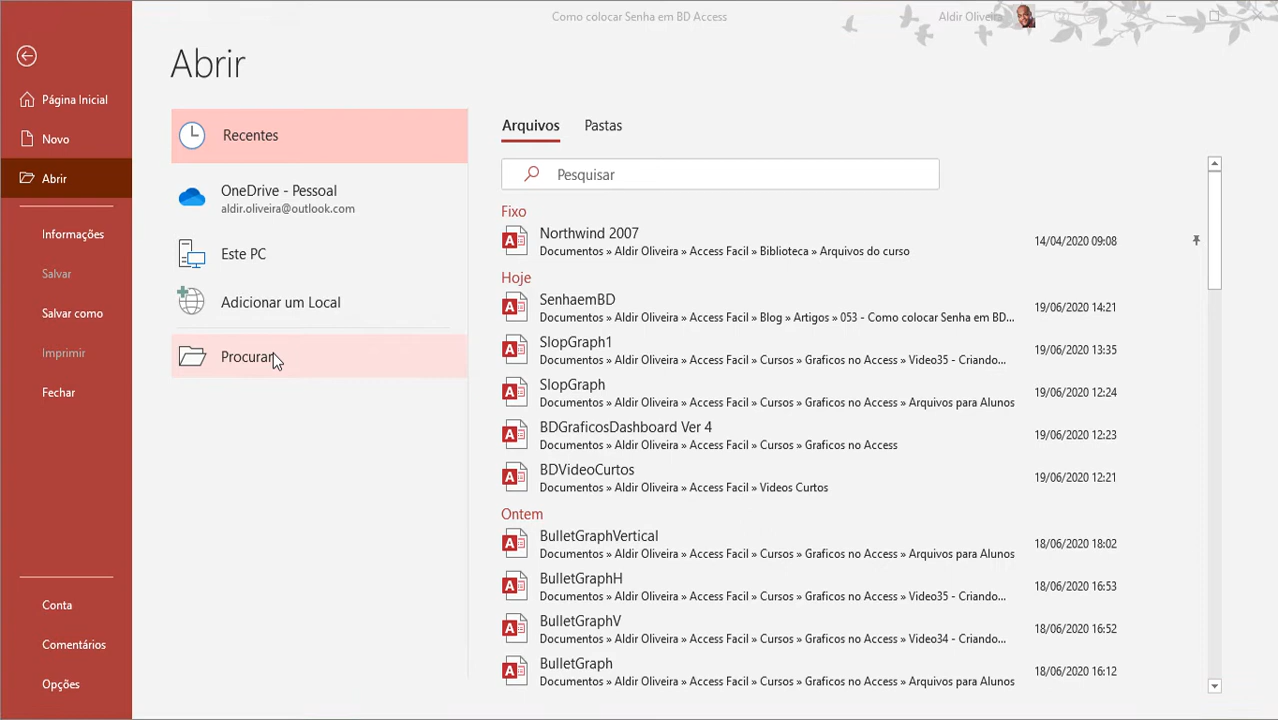 Como colocar Senha em BD Access
Aldir Oliveira
Abrir
Página Inicial
Novo
Abrir
Informações
Salvar
Salvar como
Imprimir
Fechar
Conta
Comentários
Opções
Recentes
OneDrive - Pessoal
aldir.oliveira@outlook.com
Este PC
Adicionar um Local
Procurar
Arquivos Pastas
Pesquisar
Fixo
Northwind 2007
Documentos » Aldir Oliveira » Access Facil » Biblioteca » Arquivos do curso
14/04/2020 09:08
Hoje
SenhaemBD
Documentos » Aldir Oliveira » Access Facil » Blog » Artigos » 053 - Como colocar Senha em BD...
19/06/2020 14:21
SlopGraph1
Documentos » Aldir Oliveira » Access Facil » Cursos » Graficos no Access » Video35 - Criando...
19/06/2020 13:35
SlopGraph
Documentos » Aldir Oliveira » Access Facil » Cursos » Graficos no Access » Arquivos para Alunos
19/06/2020 12:24
BDGraficosDashboard Ver 4
Documentos » Aldir Oliveira » Access Facil » Cursos » Graficos no Access
19/06/2020 12:23
BDVideoCurtos
Documentos » Aldir Oliveira » Access Facil » Videos Curtos
19/06/2020 12:21
Ontem
BulletGraphVertical
Documentos » Aldir Oliveira » Access Facil » Cursos » Graficos no Access » Arquivos para Alunos
18/06/2020 18:02
BulletGraphH
Documentos » Aldir Oliveira » Access Facil » Cursos » Graficos no Access » Video35 - Criando...
18/06/2020 16:53
BulletGraphV
Documentos » Aldir Oliveira » Access Facil » Cursos » Graficos no Access » Video34 - Criando...
18/06/2020 16:52
BulletGraph
Documentos » Aldir Oliveira » Access Facil » Cursos » Graficos no Access » Arquivos para Alunos
18/06/2020 16:12